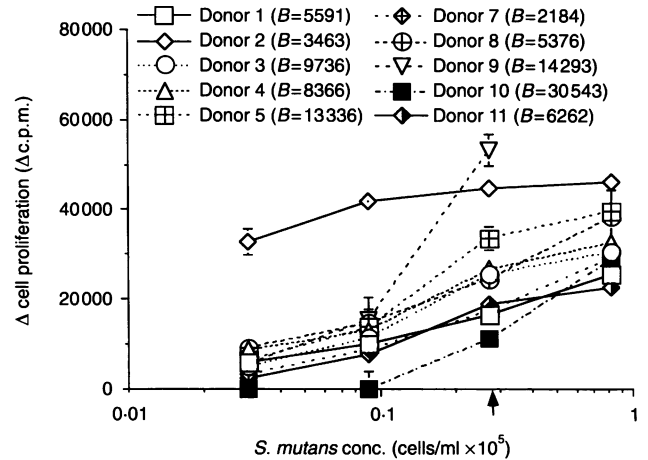 80000
60000
40000
20000
0
Δ cell proliferation (Δc.p.m.)
Donor 1 (B=5591)
Donor 2 (B=3463)
Donor 3 (B=9736)
Donor 4 (B=8366)
Donor 5 (B=13336)
Donor 7 (B=2184)
Donor 8 (B=5376)
Donor 9 (B=14293)
Donor 10 (B=30543)
Donor 11 (B=6262)
0·01 0·1 1
S. mutans conc. (cells/ml ×10⁵)